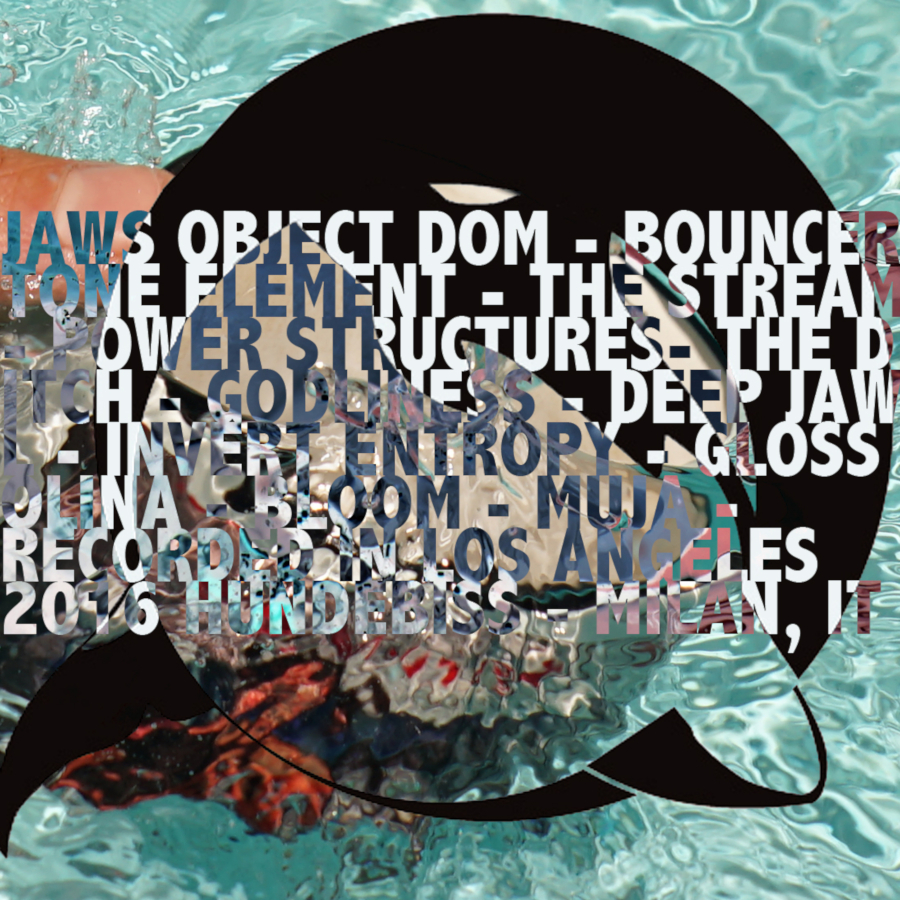 JAWS OBJECT DOM - BOUNCER
TONE ELEMENT - THE STREAM
- POWER STRUCTURES - THE D
ITCH - GODLINESS - DEEP JAW
L - INVERT ENTROPY - GLOSS
OLINA - BLOOM - MUJA -
RECORDED IN LOS ANGELES
2016 HUNDEBISS - MILAN, IT